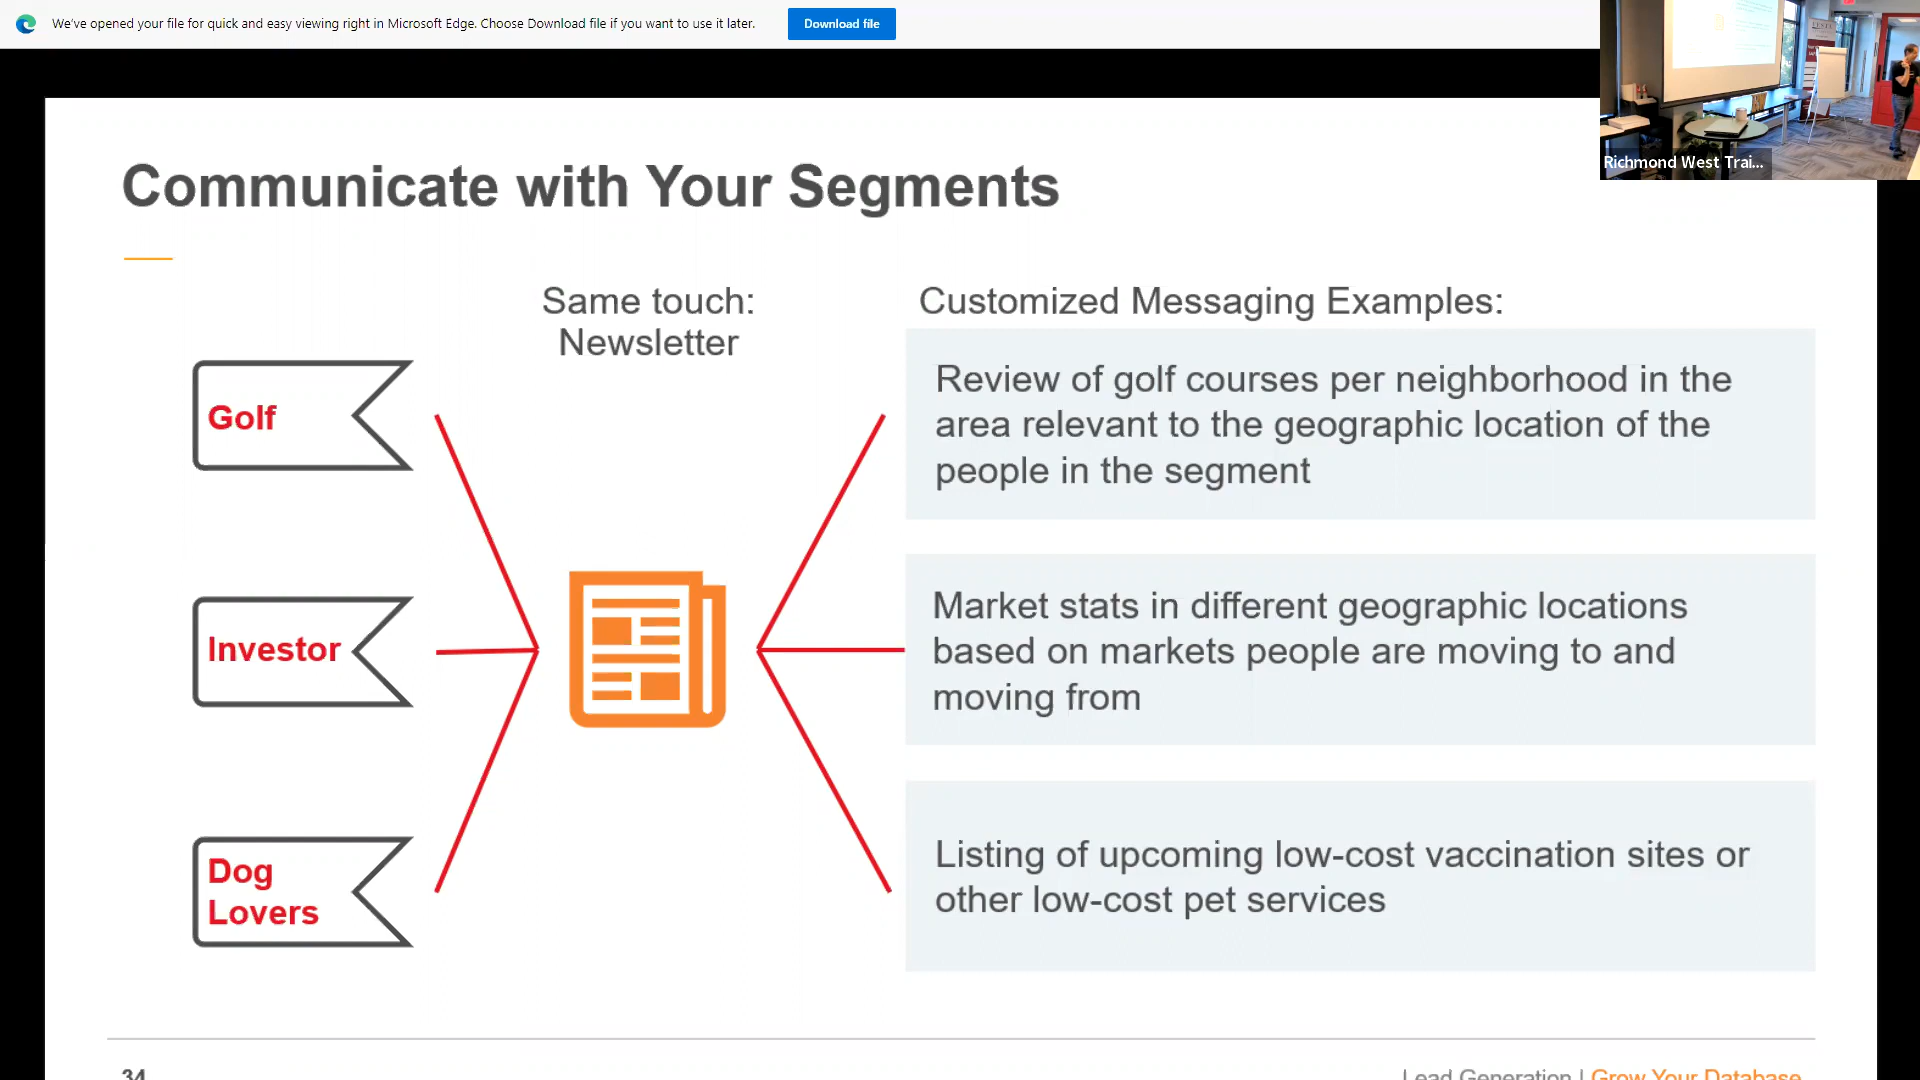 We've opened your file for quick and easy viewing right in Microsoft Edge. Choose Download file if you want to use it later.
Download file
Richmond West Trai...
Communicate with Your Segments
Same touch:
Newsletter
Customized Messaging Examples:
Golf
Review of golf courses per neighborhood in the
area relevant to the geographic location of the
people in the segment
Investor
Market stats in different geographic locations
based on markets people are moving to and
moving from
Dog
Lovers
Listing of upcoming low-cost vaccination sites or
other low-cost pet services
34
Lead Generation | Grow Your Database